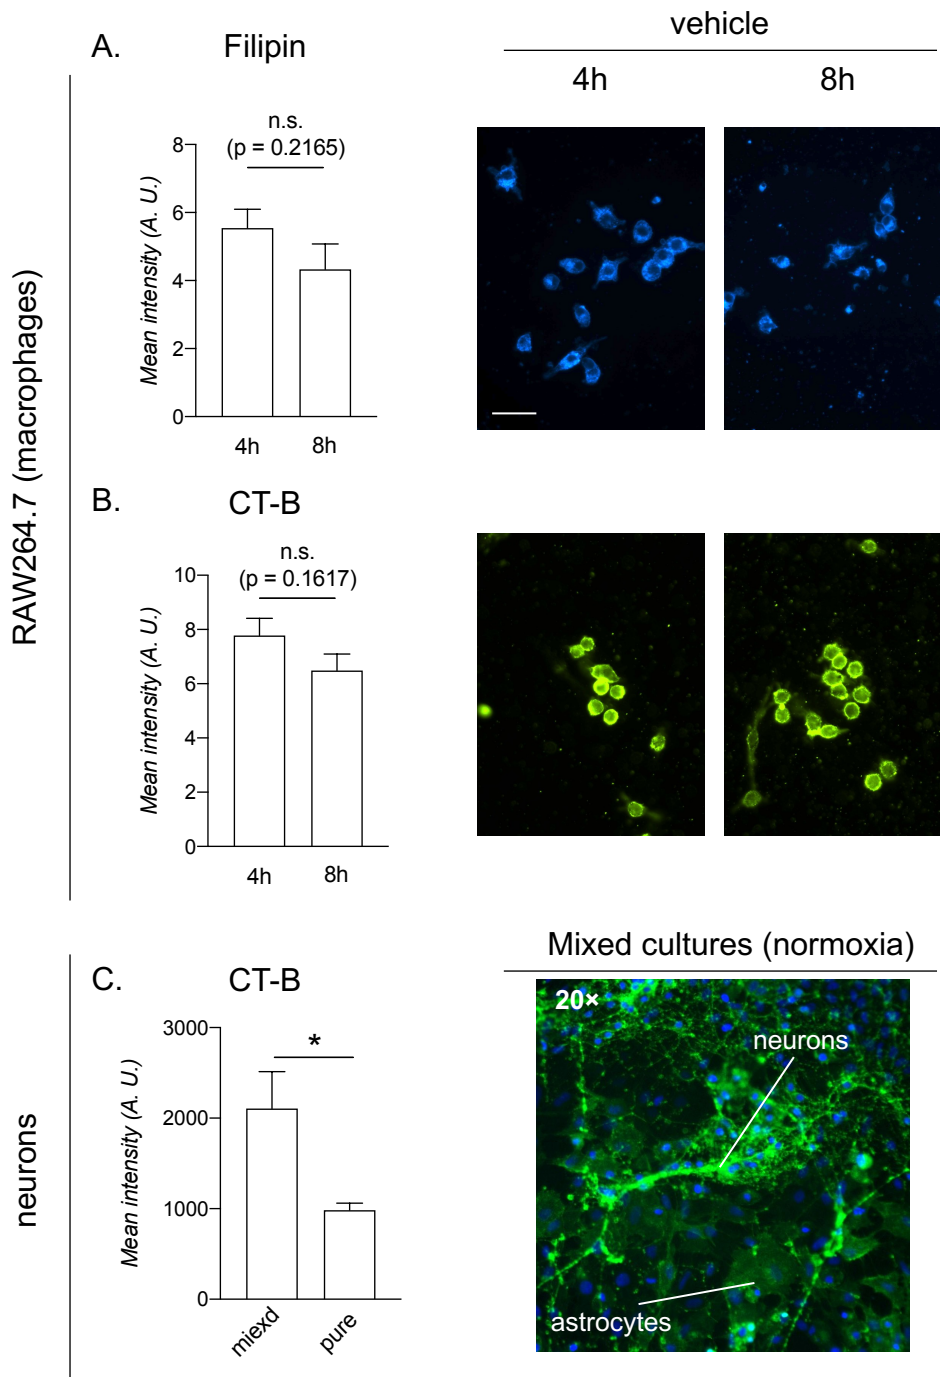 vehicle
A. Filipin
4h 8h
n.s.
(p = 0.2165)
8
6
4
2
0
Mean intensity (A. U.)
4h 8h
RAW264.7 (macrophages)
B. CT-B
n.s.
(p = 0.1617)
10
8
6
4
2
0
Mean intensity (A. U.)
4h 8h
Mixed cultures (normoxia)
C. CT-B
20×
3000
2000
1000
0
*
Mean intensity (A. U.)
miexd pure
neurons
astrocytes
neurons